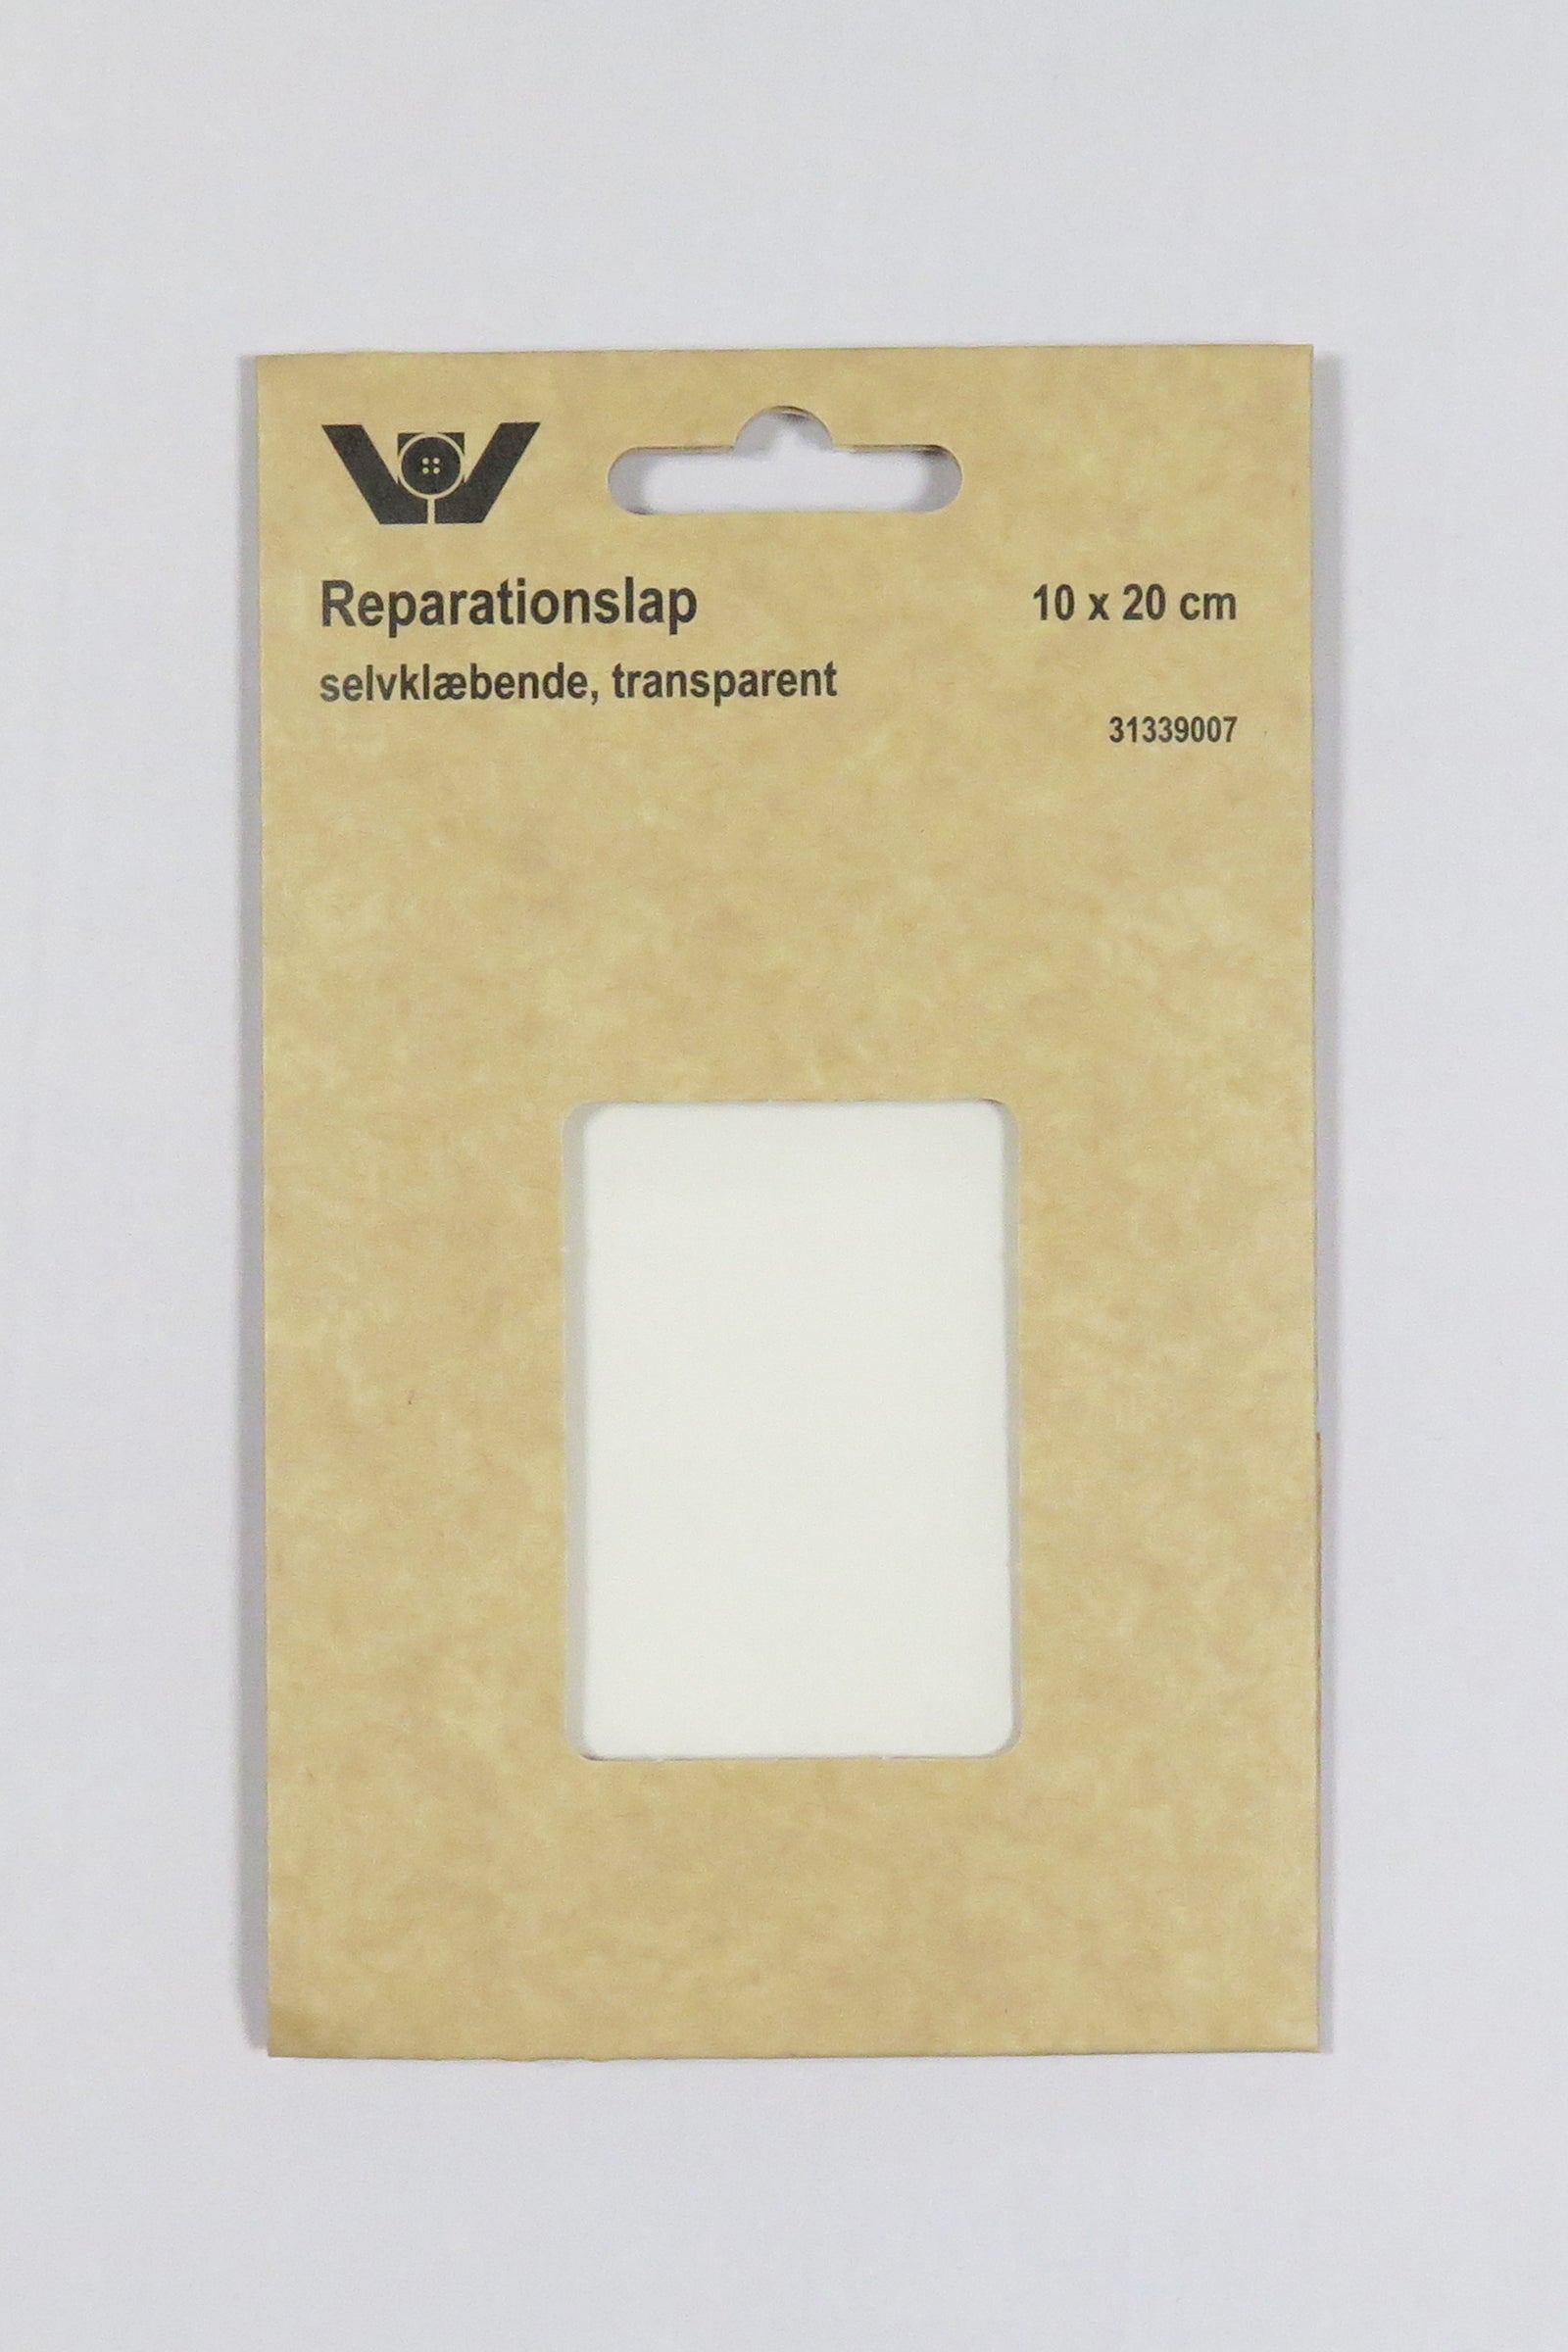 Reparationslap
10 x 20 cm
selvklæbende, transparent
31339007